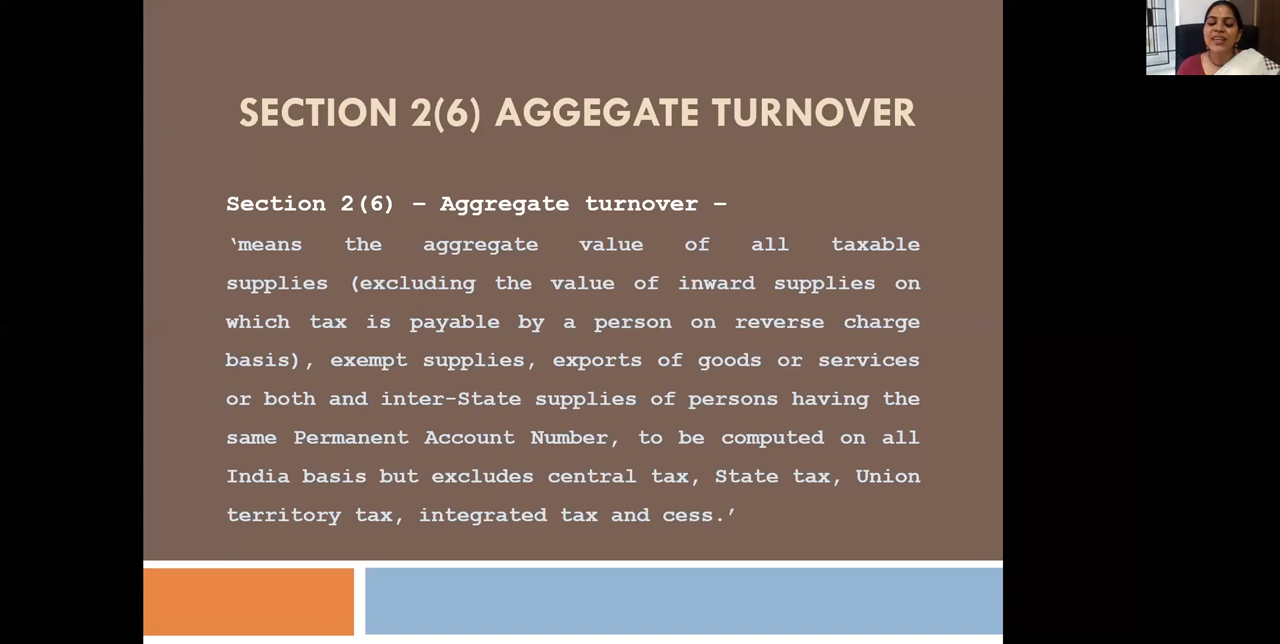 SECTION 2(6) AGGEGATE TURNOVER
Section 2(6) – Aggregate turnover –
‘means the aggregate value of all taxable
supplies (excluding the value of inward supplies on
which tax is payable by a person on reverse charge
basis), exempt supplies, exports of goods or services
or both and inter-State supplies of persons having the
same Permanent Account Number, to be computed on all
India basis but excludes central tax, State tax, Union
territory tax, integrated tax and cess.’